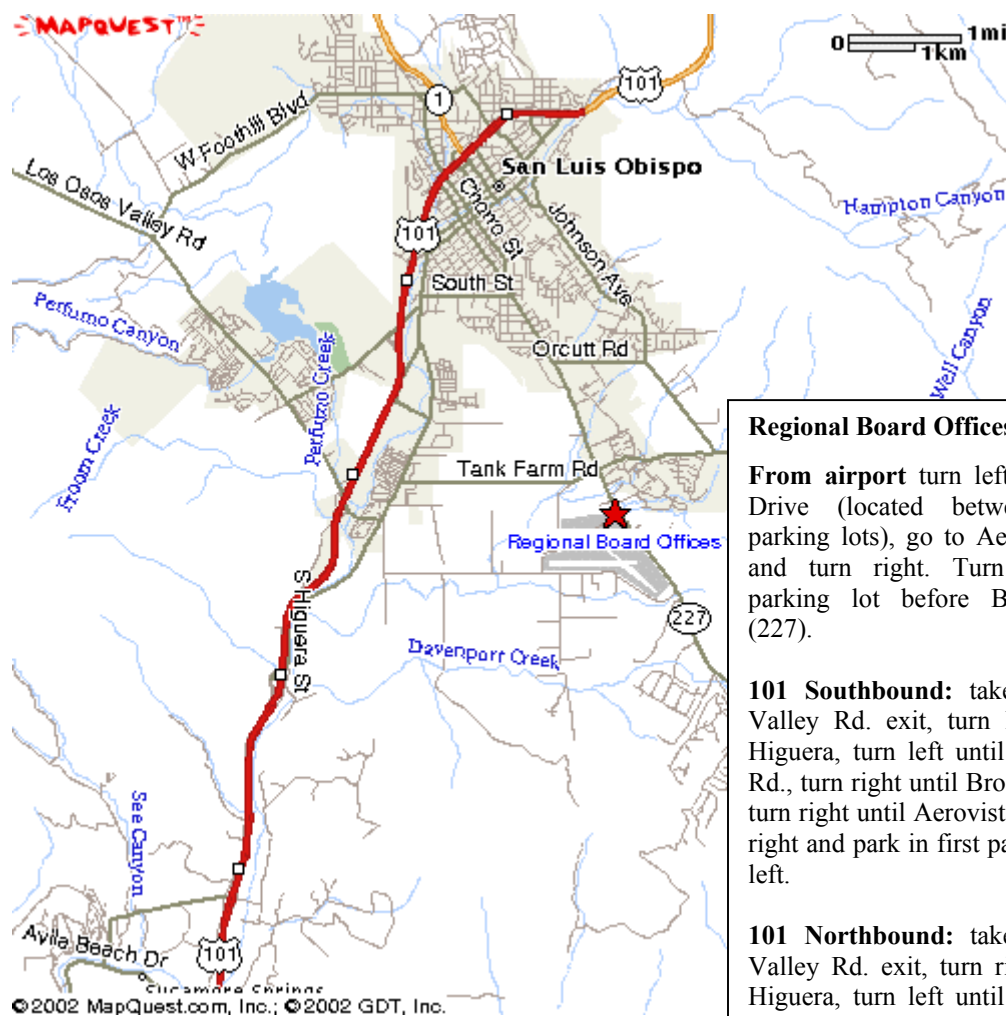 MAPQUEST
0 1mi
1km
101
1
W Foothill Blvd
San Luis Obispo
Los Osos Valley Rd
Chorro St
Johnson Ave
Hampton Canyon
101
South St
Perfumo Canyon
Perfumo Creek
Orcutt Rd
Well Canyon
Froom Creek
Tank Farm Rd
Regional Board Offices
S Higuera St
227
Davenport Creek
See Canyon
Avila Beach Dr
101
Sycamore Springs
©2002 MapQuest.com, Inc.; ©2002 GDT, Inc.
Regional Board Offices
From airport turn left
Drive (located betw
parking lots), go to Ae
and turn right. Turn
parking lot before B
(227).
101 Southbound: take
Valley Rd. exit, turn
Higuera, turn left until
Rd., turn right until Bro
turn right until Aerovist
right and park in first pa
left.
101 Northbound: take
Valley Rd. exit, turn ri
Higuera, turn left until